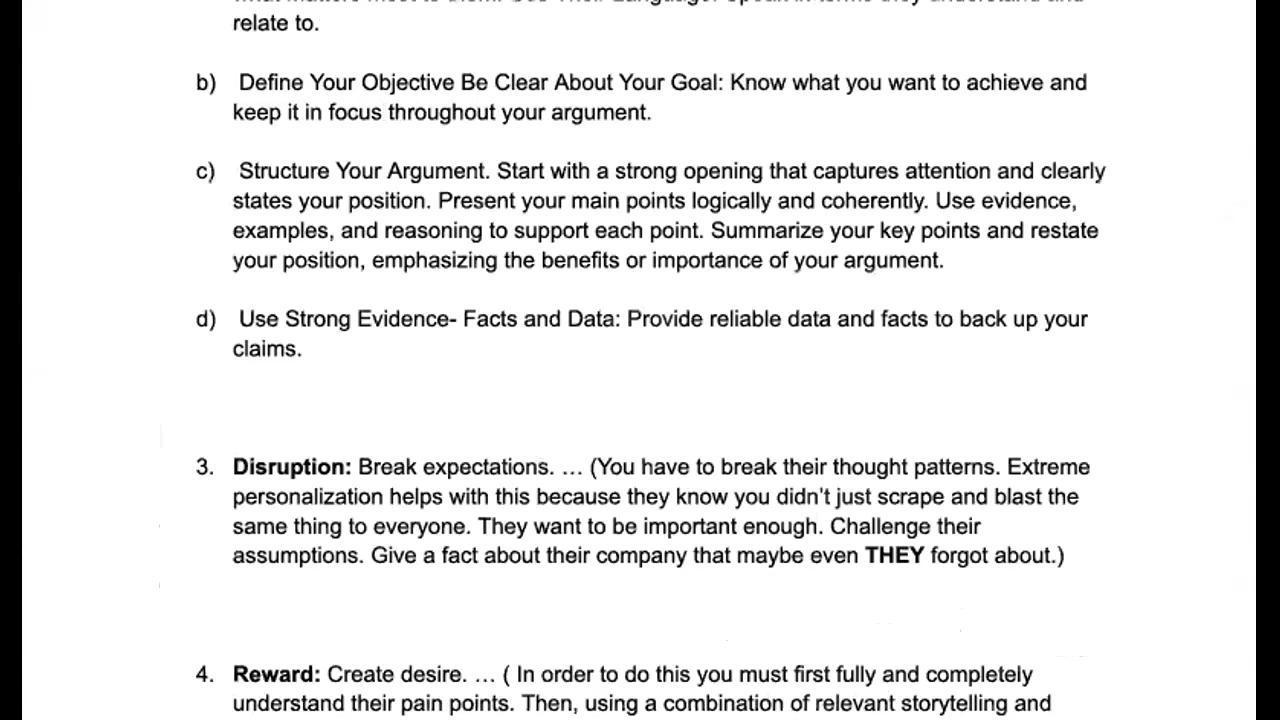 relate to.
b) Define Your Objective Be Clear About Your Goal: Know what you want to achieve and
keep it in focus throughout your argument.
c) Structure Your Argument. Start with a strong opening that captures attention and clearly
states your position. Present your main points logically and coherently. Use evidence,
examples, and reasoning to support each point. Summarize your key points and restate
your position, emphasizing the benefits or importance of your argument.
d) Use Strong Evidence- Facts and Data: Provide reliable data and facts to back up your
claims.
3. Disruption: Break expectations. … (You have to break their thought patterns. Extreme
personalization helps with this because they know you didn't just scrape and blast the
same thing to everyone. They want to be important enough. Challenge their
assumptions. Give a fact about their company that maybe even THEY forgot about.)
4. Reward: Create desire. … ( In order to do this you must first fully and completely
understand their pain points. Then, using a combination of relevant storytelling and